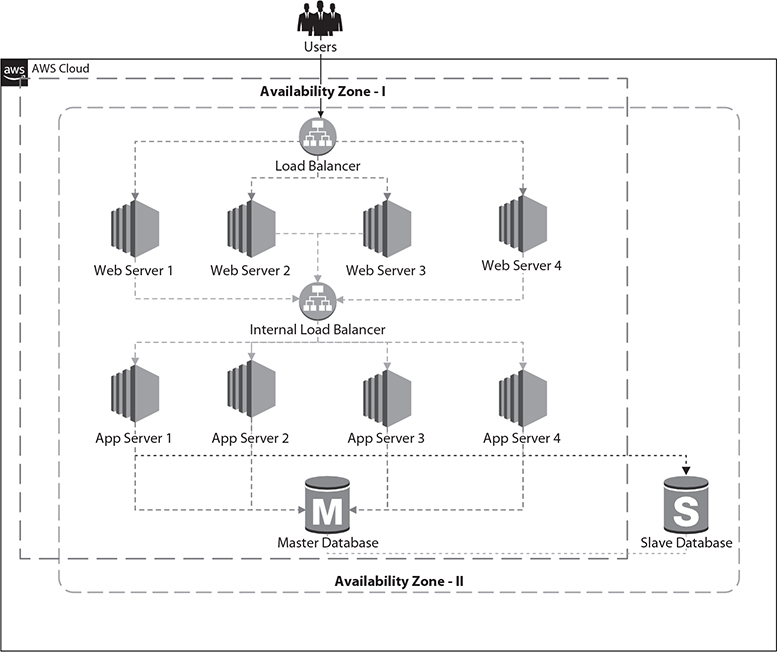 Users
aws
AWS Cloud
Availability Zone - I
Load Balancer
Web Server 1
Web Server 2
Web Server 3
Web Server 4
Internal Load Balancer
App Server 1
App Server 2
App Server 3
App Server 4
M
S
Master Database
Slave Database
Availability Zone - II